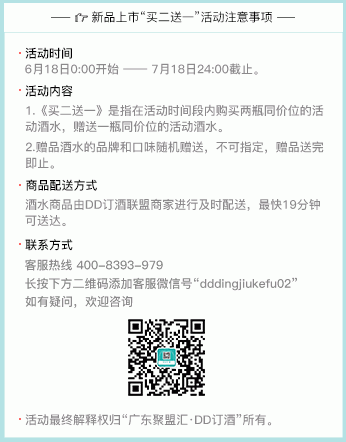 新品上市“买二送一”活动注意事项
· 活动时间
6月18日0:00开始 —— 7月18日24:00截止。
· 活动内容
1.《买二送一》是指在活动时间段内购买两瓶同价位的活
动酒水，赠送一瓶同价位的活动酒水。
2.赠品酒水的品牌和口味随机赠送，不可指定，赠品送完
即止。
· 商品配送方式
酒水商品由DD订酒联盟商家进行及时配送，最快19分钟
可送达。
· 联系方式
客服热线 400-8393-979
长按下方二维码添加客服微信号“dddingjiukefu02”
如有疑问，欢迎咨询
· 活动最终解释权归“广东聚盟汇·DD订酒”所有。